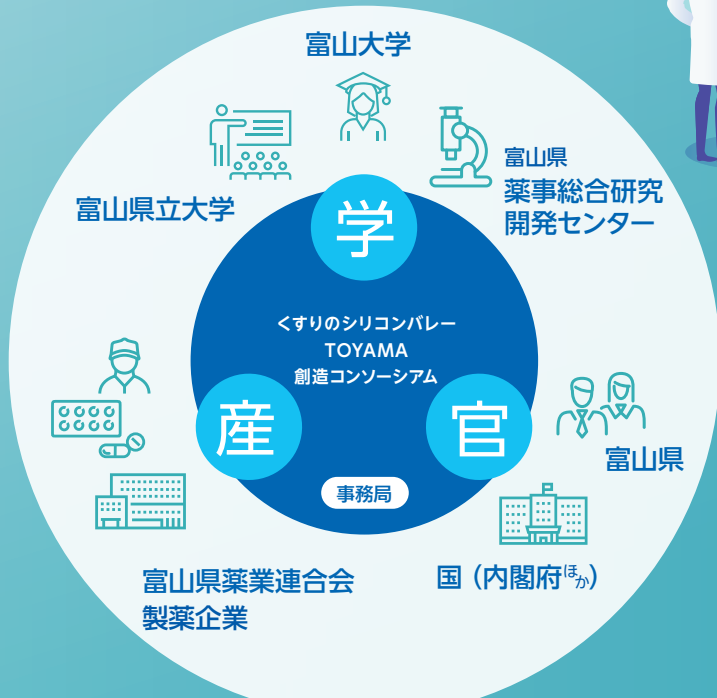 富山大学
富山県立大学
富山県
薬事総合研究
開発センター
学
くすりのシリコンバレー
TOYAMA
創造コンソーシアム
産
官
事務局
富山県
富山県薬業連合会
製薬企業
国（内閣府ほか）